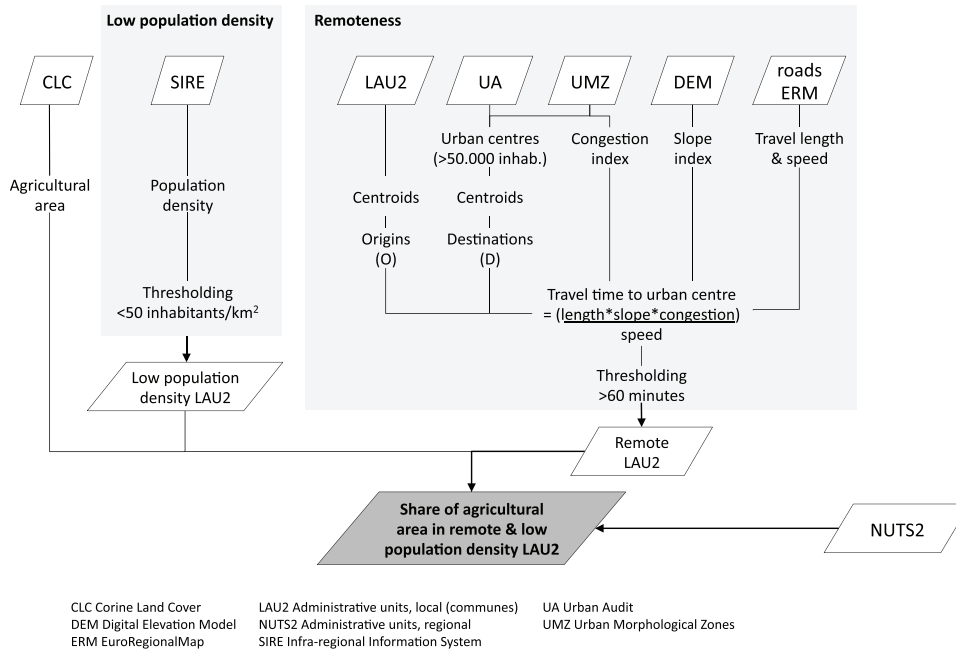 Low population density
Remoteness
CLC
SIRE
LAU2
UA
UMZ
DEM
roads
ERM
Urban centres
(>50.000 inhab.)
Congestion
index
Slope
index
Travel length
& speed
Agricultural
area
Population
density
Centroids
Centroids
Origins
(O)
Destinations
(D)
Thresholding
<50 inhabitants/km²
Travel time to urban centre
= (length*slope*congestion)
speed
Low population
density LAU2
Thresholding
>60 minutes
Remote
LAU2
Share of agricultural
area in remote & low
population density LAU2
NUTS2
CLC Corine Land Cover
DEM Digital Elevation Model
ERM EuroRegionalMap
LAU2 Administrative units, local (communes)
NUTS2 Administrative units, regional
SIRE Infra-regional Information System
UA Urban Audit
UMZ Urban Morphological Zones